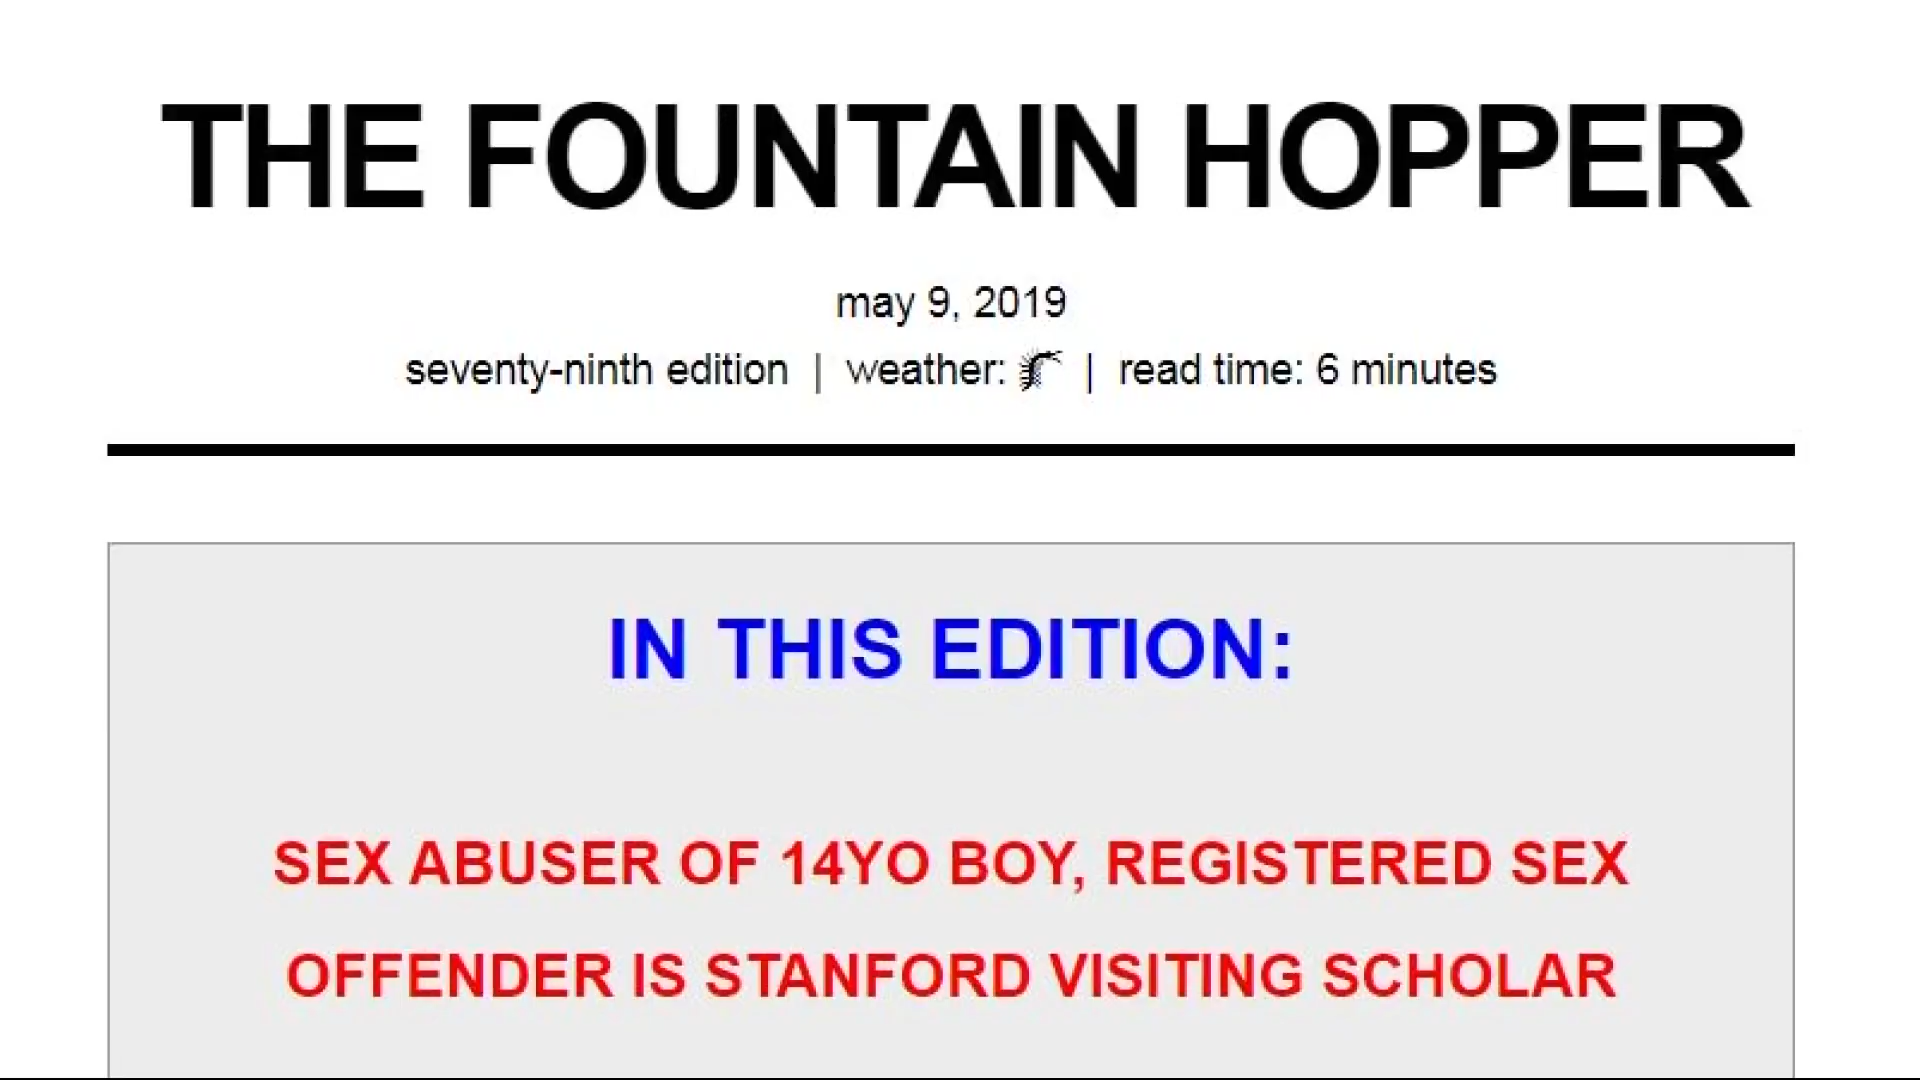 THE FOUNTAIN HOPPER
may 9, 2019
seventy-ninth edition | weather: | read time: 6 minutes
IN THIS EDITION:
SEX ABUSER OF 14YO BOY, REGISTERED SEX
OFFENDER IS STANFORD VISITING SCHOLAR